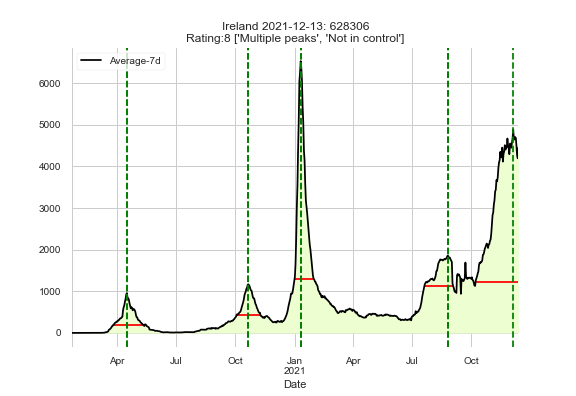 Ireland 2021-12-13: 628306
Rating:8 ['Multiple peaks', 'Not in control']
Average-7d
6000
5000
4000
3000
2000
1000
0
Apr Jul Oct Jan Apr Jul Oct
2021
Date